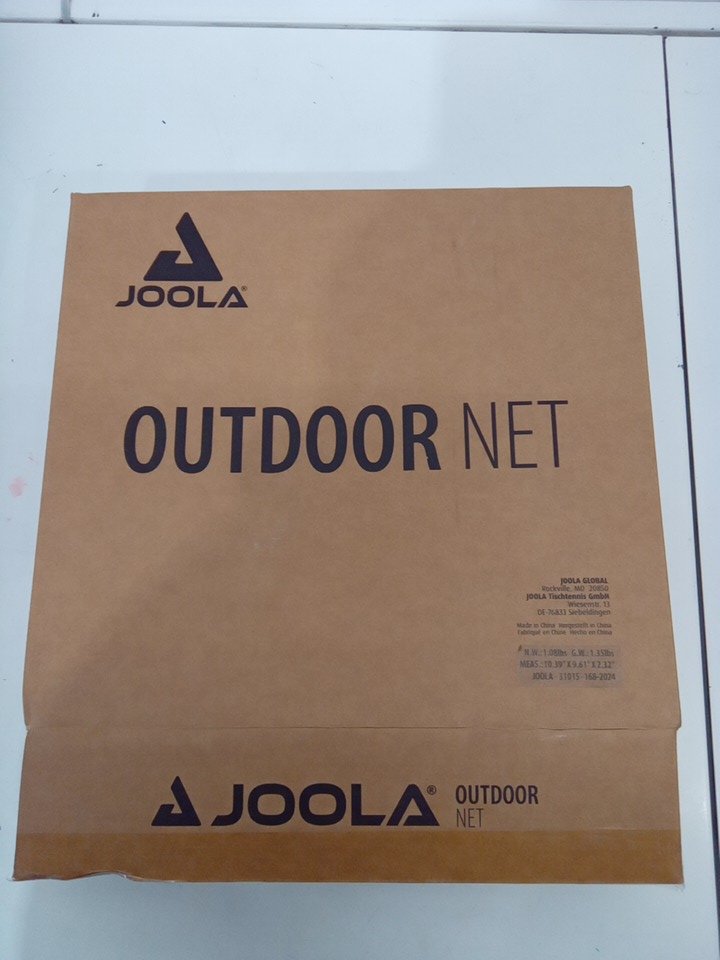 JOOLA®
OUTDOOR NET
JOOLA GLOBAL
Rockville, MD 20850
JOOLA Tischtennis GmbH
Wiesenstr. 13
DE-76833 Siebeldingen
Made in China Hergestellt in China
Fabriqué en Chine Hecho en China
N.W.:1.08lbs G.W.:1.35lbs
MEAS.:10.39"X9.61"X2.32"
JOOLA 31015 168-2024
JOOLA® OUTDOOR
NET